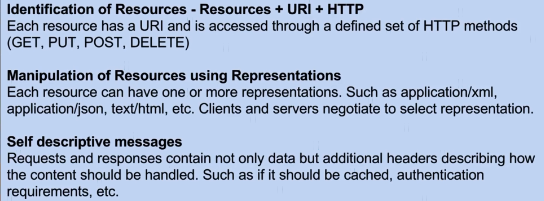 Identification of Resources - Resources + URI + HTTP
Each resource has a URI and is accessed through a defined set of HTTP methods
(GET, PUT, POST, DELETE)
Manipulation of Resources using Representations
Each resource can have one or more representations. Such as application/xml,
application/json, text/html, etc. Clients and servers negotiate to select representation.
Self descriptive messages
Requests and responses contain not only data but additional headers describing how
the content should be handled. Such as if it should be cached, authentication
requirements, etc.